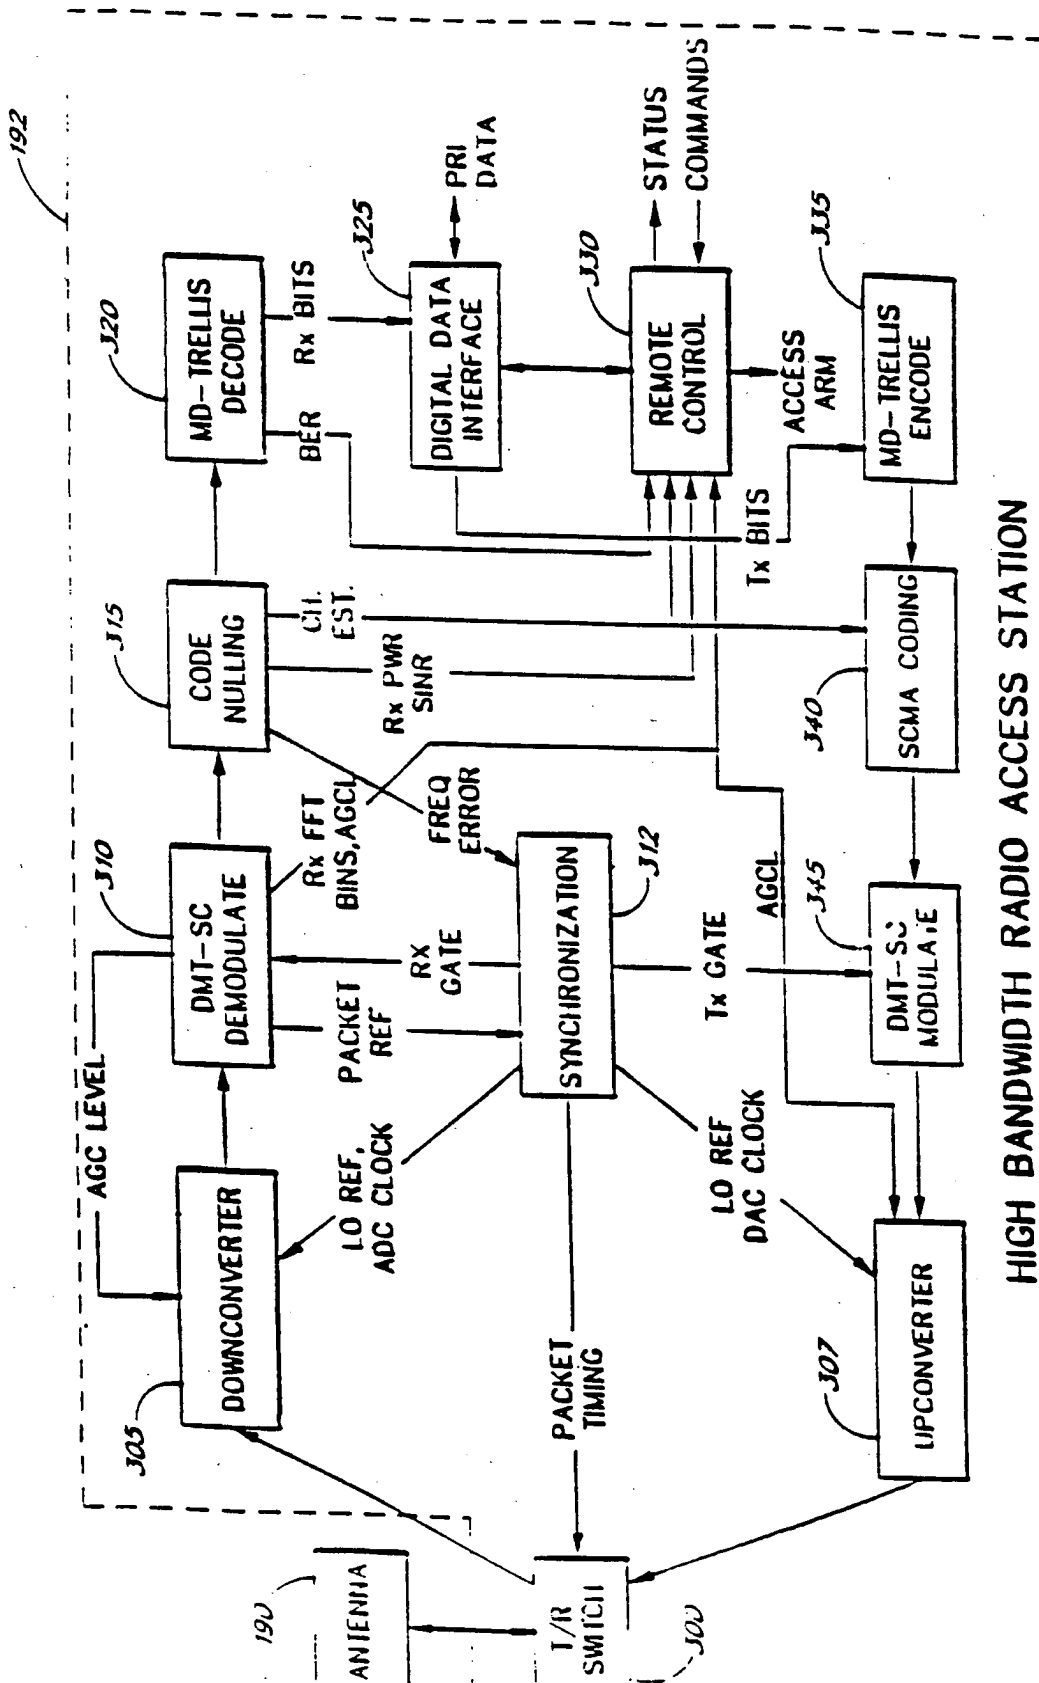 192
190
ANTENNA
T/R
SWITCH
300
305
DOWNCONVERTER
AGC LEVEL
310
DMT-SC
DEMODULATE
315
CODE
NULLING
320
MD-TRELLIS
DECODE
LO REF,
ADC CLOCK
PACKET
REF
RX
GATE
Rx FFT
BINS, AGCL
FREQ
ERROR
Rx PWR
SINR
CH.
EST.
BER
Rx BITS
325
DIGITAL DATA
INTERFACE
PRI
DATA
PACKET
TIMING
SYNCHRONIZATION
312
330
REMOTE
CONTROL
STATUS
COMMANDS
LO REF
DAC CLOCK
Tx GATE
AGCL
Tx BITS
ACCESS
ARM
307
UPCONVERTER
345
DMT-SC
MODULATE
340
SCMA CODING
335
MD-TRELLIS
ENCODE
HIGH BANDWIDTH RADIO ACCESS STATION